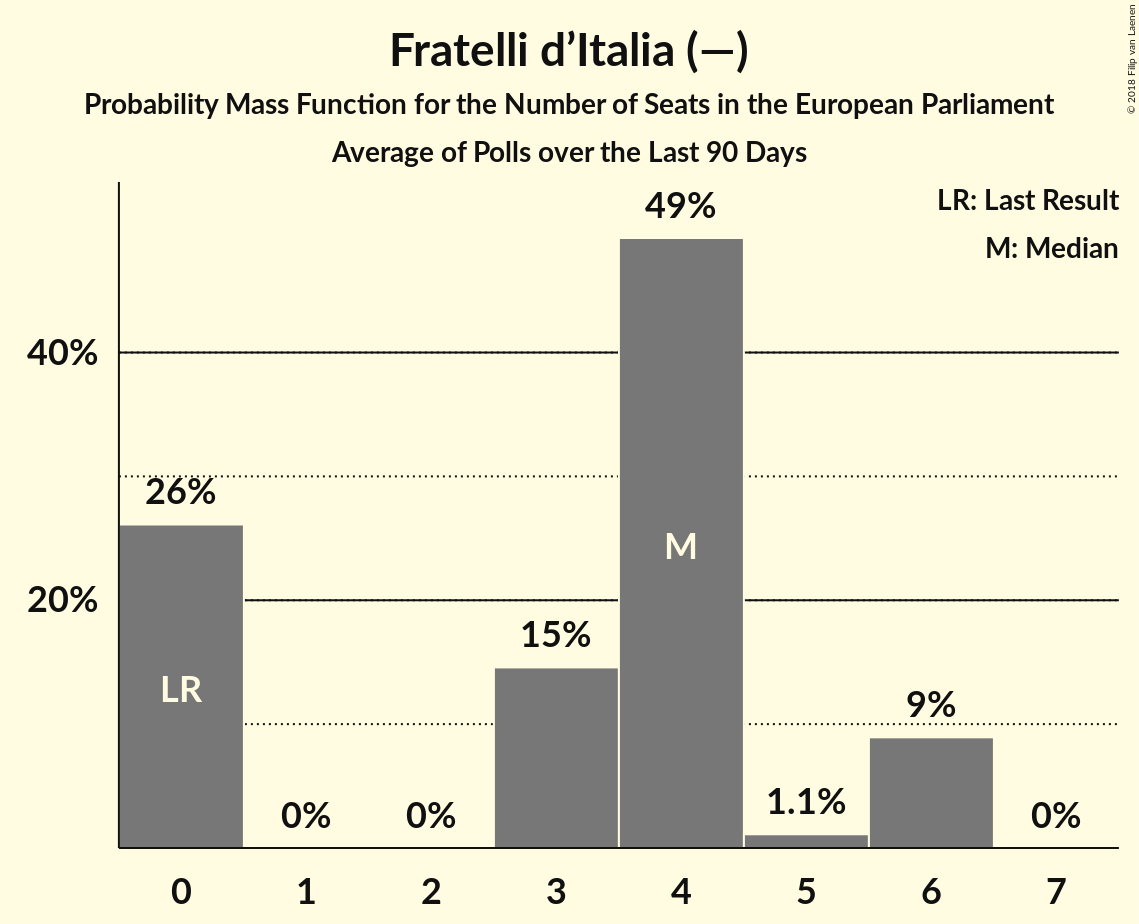 Fratelli d’Italia (—)
Probability Mass Function for the Number of Seats in the European Parliament
Average of Polls over the Last 90 Days
© 2018 Filip van Laenen
LR: Last Result
M: Median
49%
40%
26%
M
20%
15%
LR
9%
1.1%
0%
0%
0%
0
1
2
3
4
5
6
7